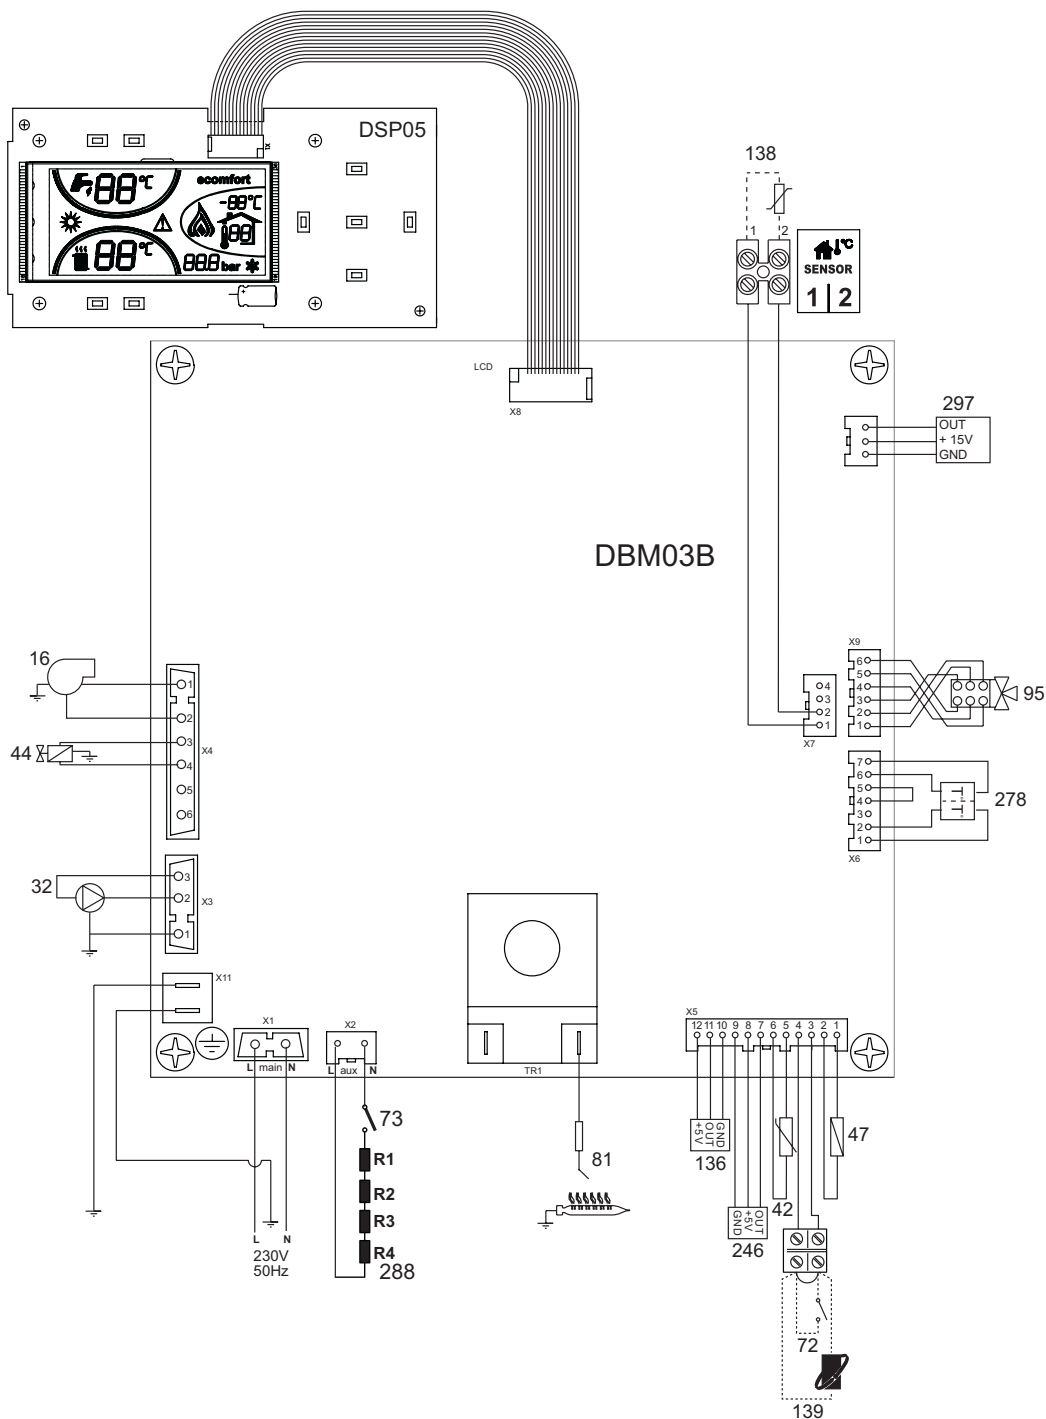 DSP05
X1
88°C
ecomfort
-88°C
88
88°C
88.8 bar
138
1 2
°C
SENSOR
1 2
LCD
X8
297
OUT
+ 15V
GND
DBM03B
16
1
2
44
3
X4
4
5
6
X9
6
5
4
3
2
1
95
4
3
2
1
X7
7
6
5
4
3
2
1
278
X6
32
3
2
X3
1
X11
X1
L main N
X2
L aux N
TR1
X5
12 11 10 9 8 7 6 5 4 3 2 1
73
R1
R2
R3
R4
288
L N
230V
50Hz
81
+5V
OUT
GND
136
GND
+5V
OUT
246
42
47
72
139